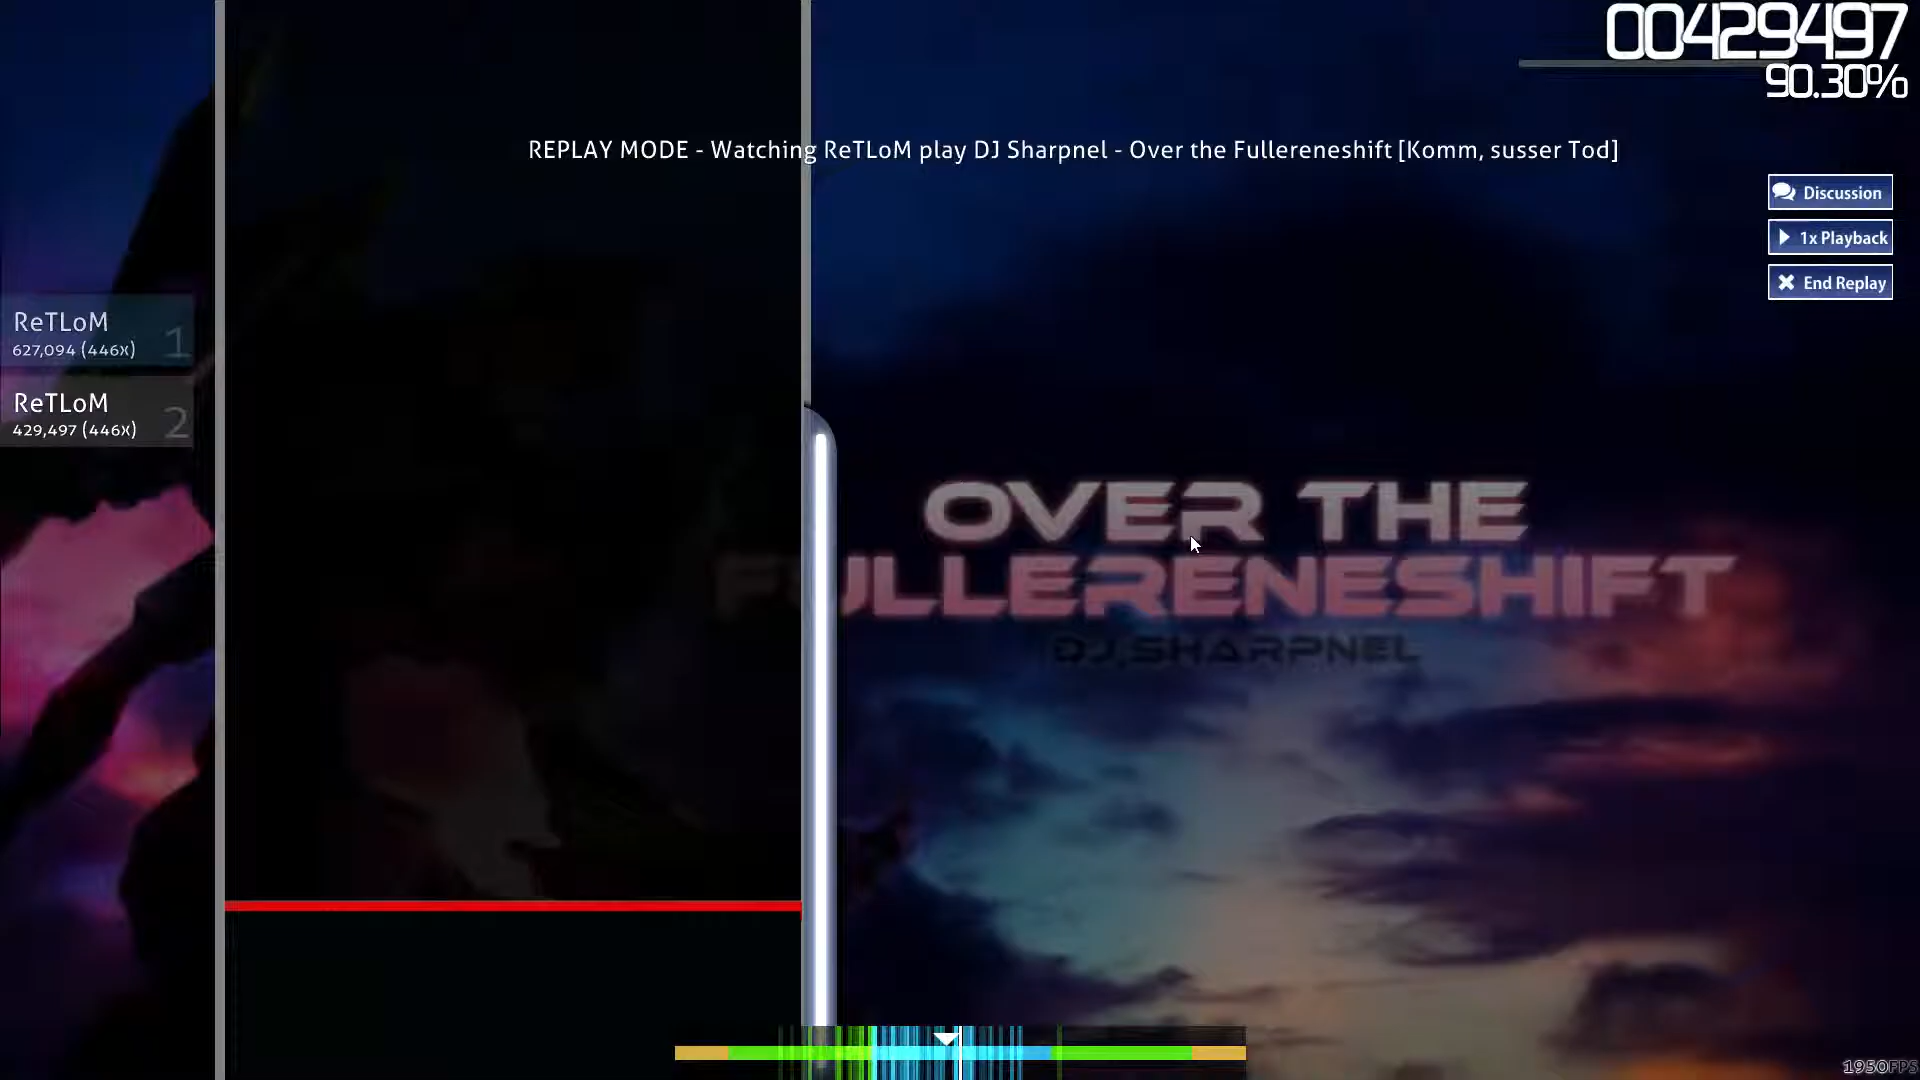 00429497
90.30%
REPLAY MODE - Watching ReTLoM play DJ Sharpnel - Over the Fullereneshift [Komm, susser Tod]
Discussion
1x Playback
End Replay
ReTLoM
627,094 (446x)
1
ReTLoM
429,497 (446x)
2
OVER THE
FULLERENESHIFT
DJ.SHARPNEL
1950FPS